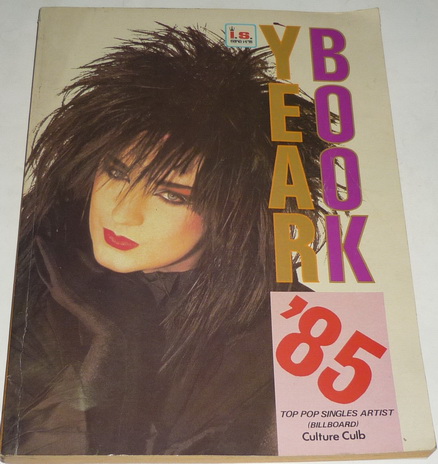 i.s.
YEAR
BOOK
'85
TOP POP SINGLES ARTIST
(BILLBOARD)
Culture Culb